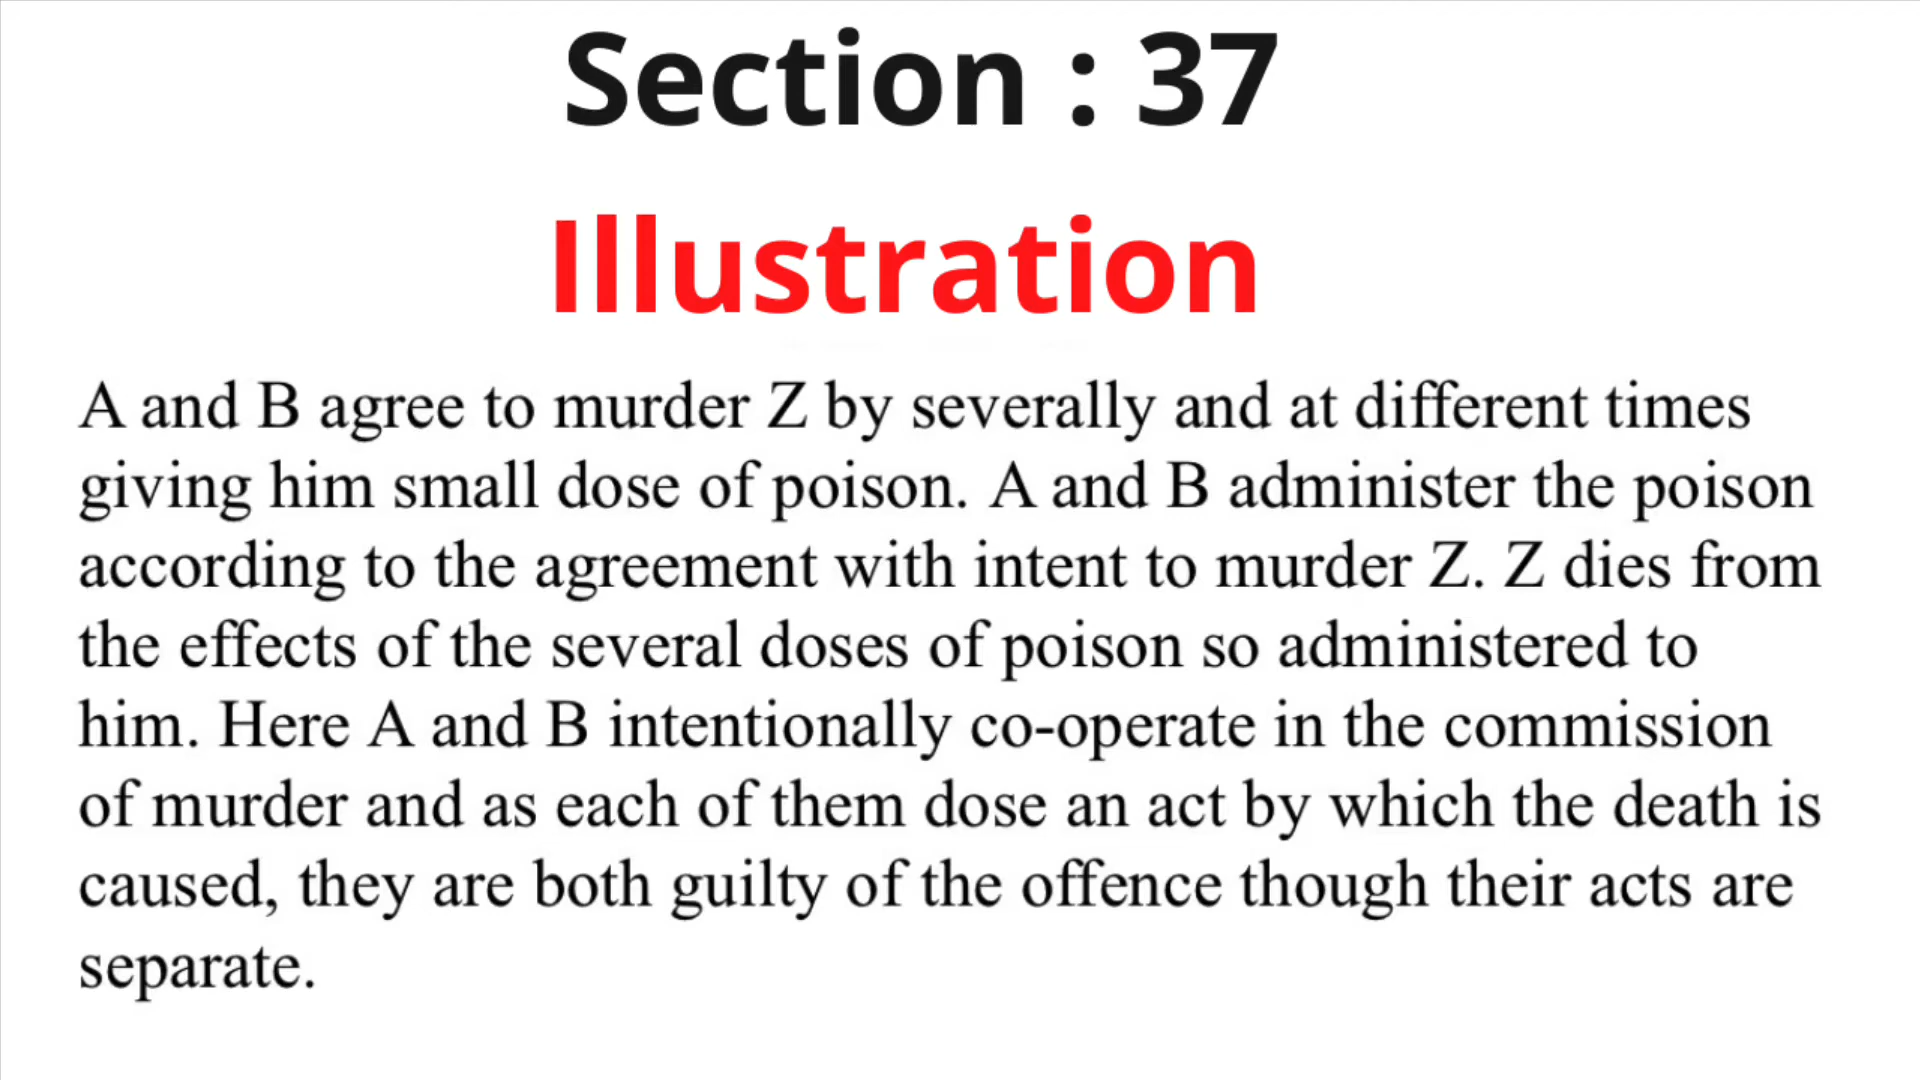 Section : 37
Illustration
A and B agree to murder Z by severally and at different times
giving him small dose of poison. A and B administer the poison
according to the agreement with intent to murder Z. Z dies from
the effects of the several doses of poison so administered to
him. Here A and B intentionally co-operate in the commission
of murder and as each of them dose an act by which the death is
caused, they are both guilty of the offence though their acts are
separate.